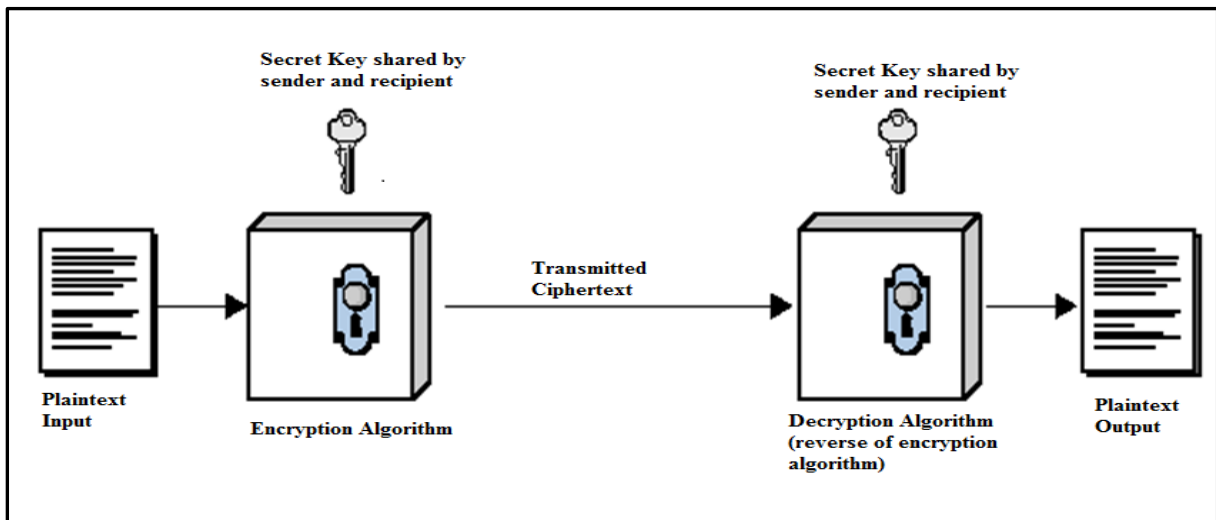 Secret Key shared by
sender and recipient
Secret Key shared by
sender and recipient
Transmitted
Ciphertext
Plaintext
Input
Encryption Algorithm
Decryption Algorithm
(reverse of encryption
algorithm)
Plaintext
Output